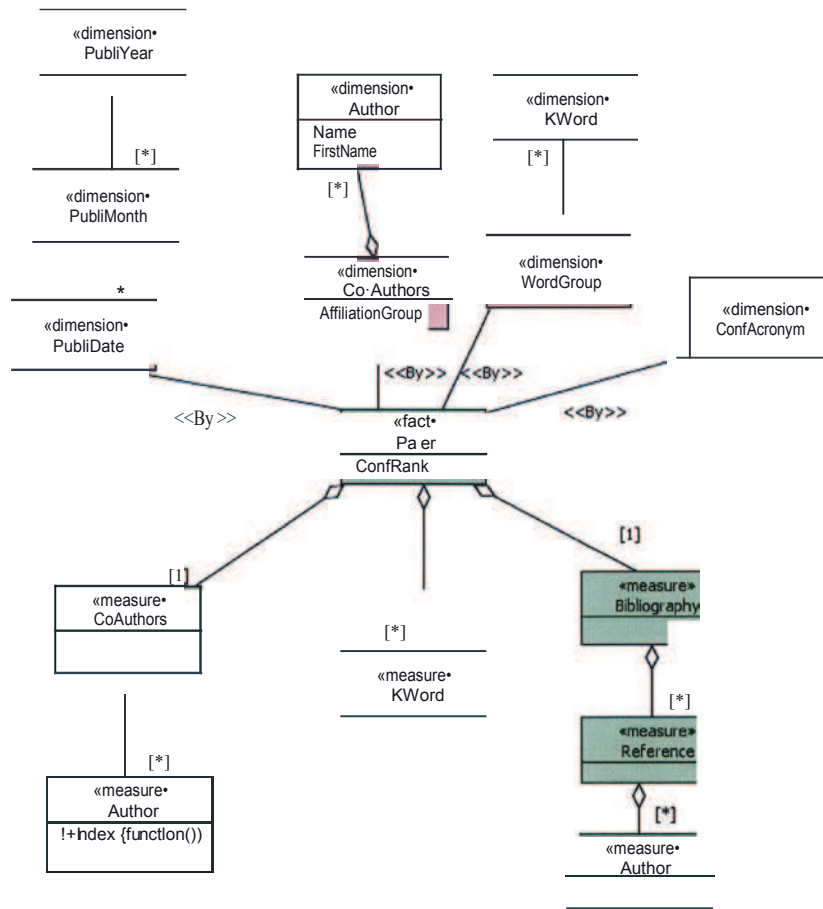 «dimension•
PubliYear
[*]
«dimension•
PubliMonth
*
«dimension•
PubliDate
«dimension•
Author
Name
FirstName
[*]
«dimension•
Co·Authors
AffiliationGroup
«dimension•
KWord
[*]
«dimension•
WordGroup
«dimension•
ConfAcronym
<<By>>
<<By>>
<<By>>
<<By>>
«fact•
Pa er
ConfRank
[1]
«measure•
CoAuthors
[*]
«measure•
Author
!+Index {function())
[*]
«measure•
KWord
[1]
«measure»
Bibliography
[*]
«measure»
Reference
[*]
«measure•
Author